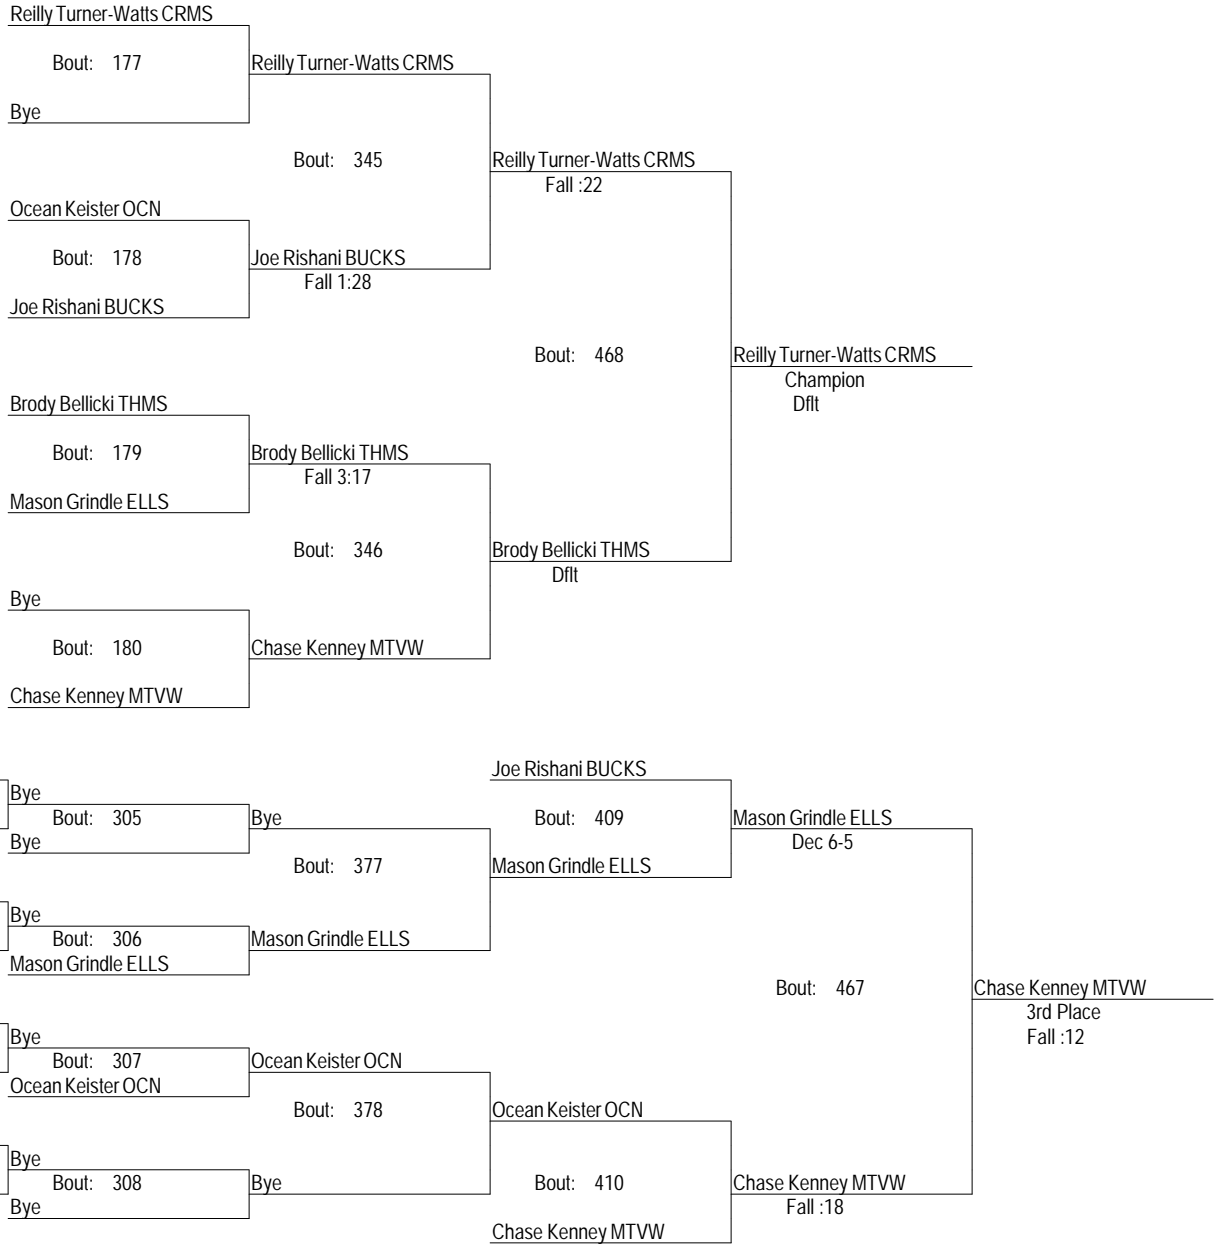 Reilly Turner-Watts CRMS
Bout: 177
Reilly Turner-Watts CRMS
Bye
Bout: 345
Reilly Turner-Watts CRMS
Fall :22
Ocean Keister OCN
Bout: 178
Joe Rishani BUCKS
Fall 1:28
Joe Rishani BUCKS
Bout: 468
Reilly Turner-Watts CRMS
Champion
Dflt
Brody Bellicki THMS
Bout: 179
Brody Bellicki THMS
Fall 3:17
Mason Grindle ELLS
Bout: 346
Brody Bellicki THMS
Dflt
Bye
Bout: 180
Chase Kenney MTVW
Chase Kenney MTVW
Joe Rishani BUCKS
Bye
Bout: 305
Bye
Bout: 409
Mason Grindle ELLS
Dec 6-5
Bye
Bout: 377
Mason Grindle ELLS
Bye
Bout: 306
Mason Grindle ELLS
Mason Grindle ELLS
Bout: 467
Chase Kenney MTVW
3rd Place
Fall :12
Bye
Bout: 307
Ocean Keister OCN
Ocean Keister OCN
Bout: 378
Ocean Keister OCN
Bye
Bout: 308
Bye
Bout: 410
Chase Kenney MTVW
Fall :18
Bye
Chase Kenney MTVW